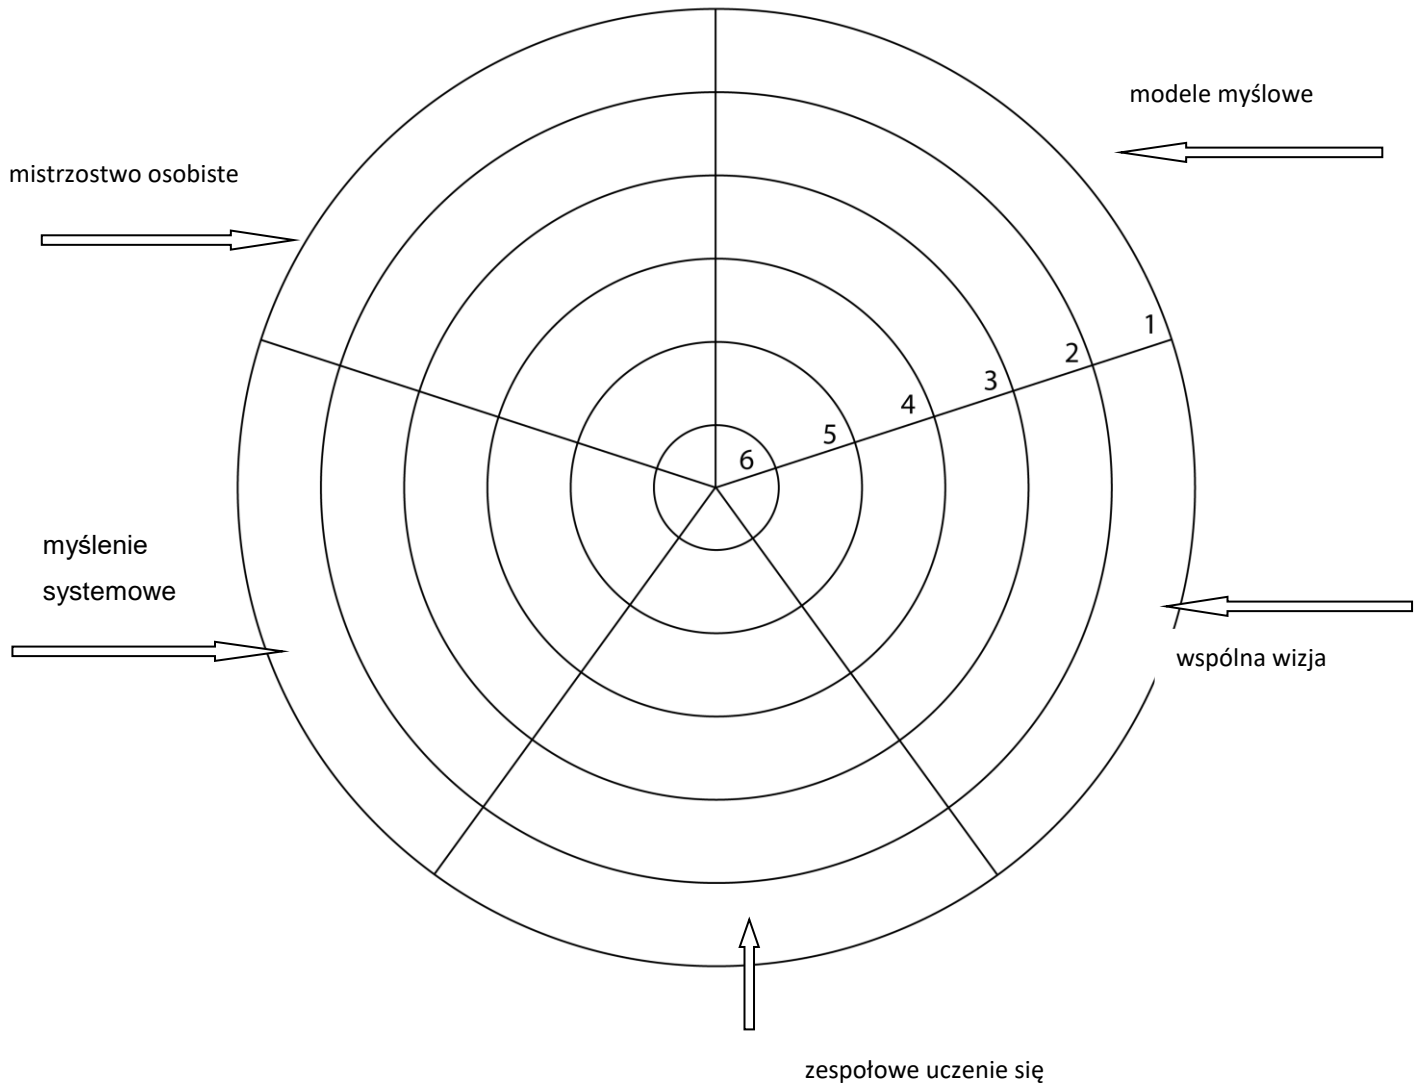 modele myślowe
mistrzostwo osobiste
1
2
3
4
5
6
myślenie
systemowe
wspólna wizja
zespołowe uczenie się